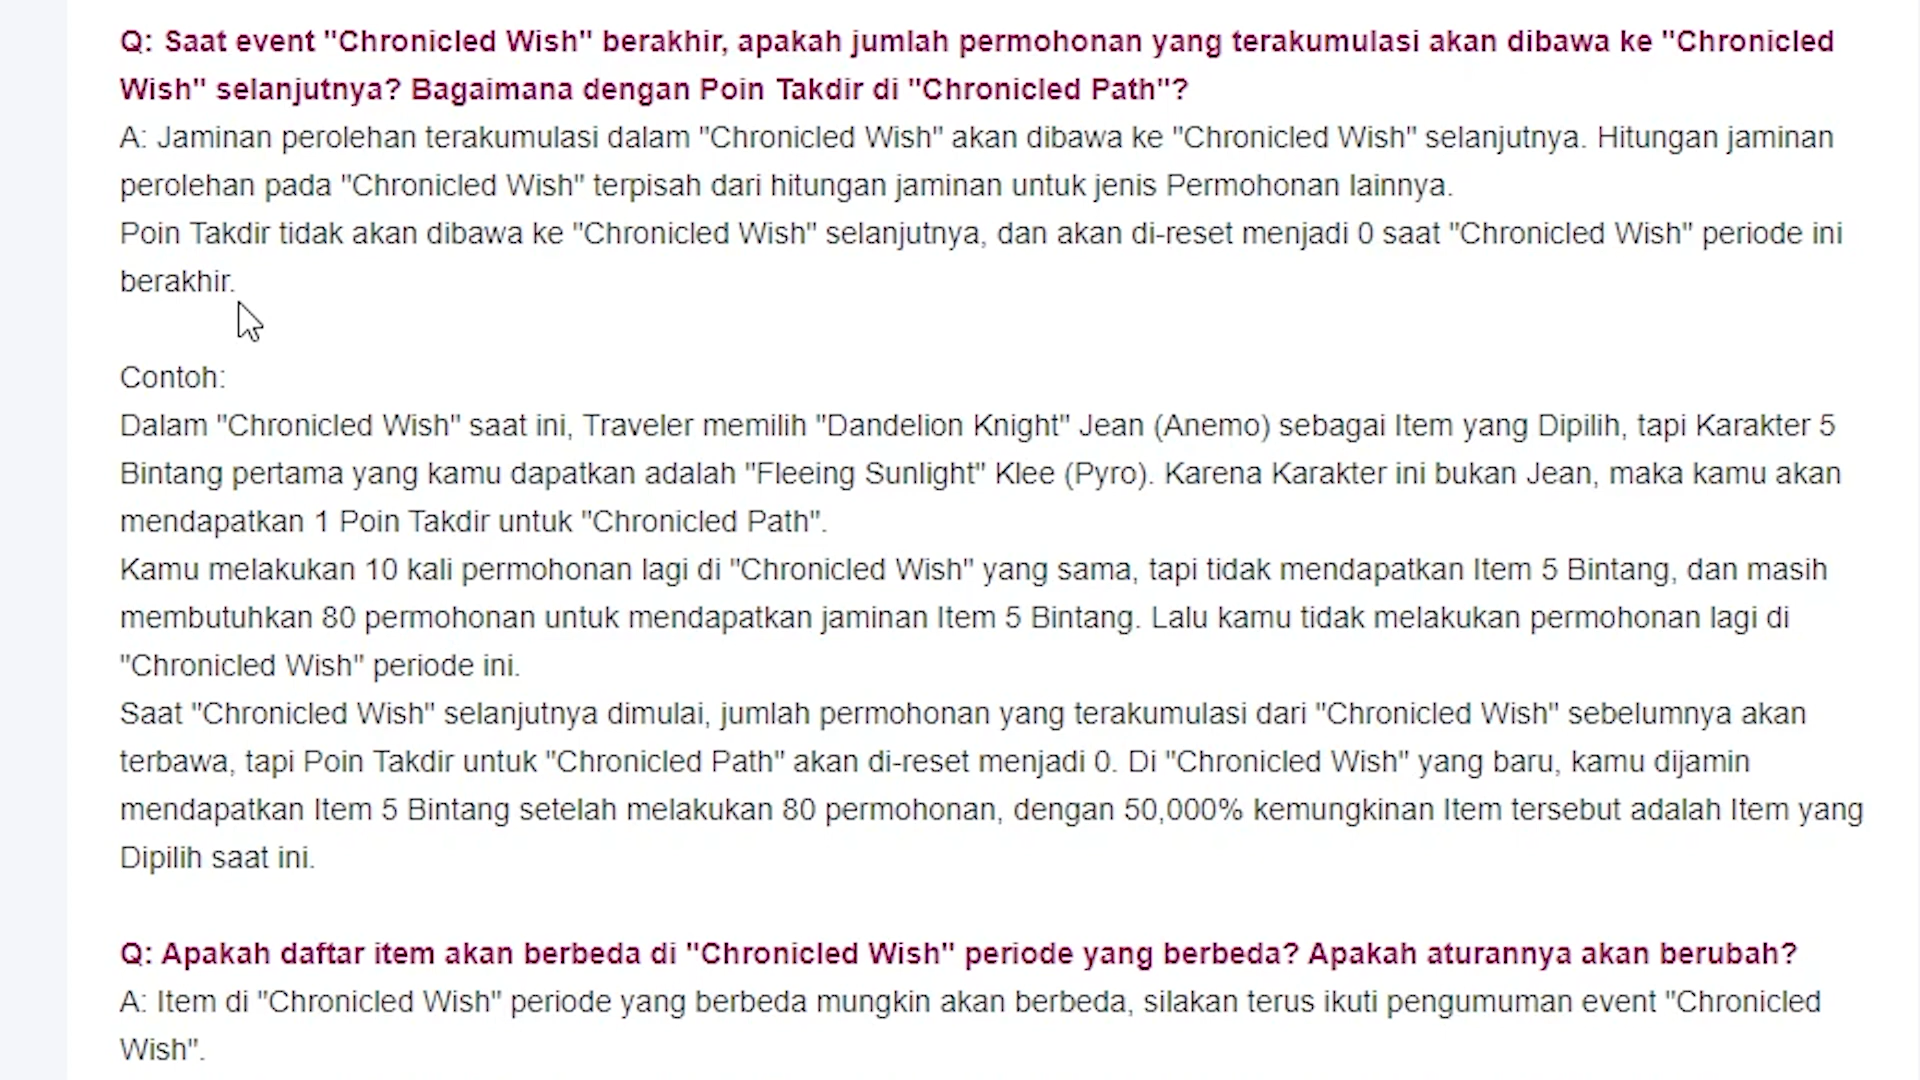 Q: Saat event "Chronicled Wish" berakhir, apakah jumlah permohonan yang terakumulasi akan dibawa ke "Chronicled
Wish" selanjutnya? Bagaimana dengan Poin Takdir di "Chronicled Path"?
A: Jaminan perolehan terakumulasi dalam "Chronicled Wish" akan dibawa ke "Chronicled Wish" selanjutnya. Hitungan jaminan
perolehan pada "Chronicled Wish" terpisah dari hitungan jaminan untuk jenis Permohonan lainnya.
Poin Takdir tidak akan dibawa ke "Chronicled Wish" selanjutnya, dan akan di-reset menjadi 0 saat "Chronicled Wish" periode ini
berakhir.
Contoh:
Dalam "Chronicled Wish" saat ini, Traveler memilih "Dandelion Knight" Jean (Anemo) sebagai Item yang Dipilih, tapi Karakter 5
Bintang pertama yang kamu dapatkan adalah "Fleeing Sunlight" Klee (Pyro). Karena Karakter ini bukan Jean, maka kamu akan
mendapatkan 1 Poin Takdir untuk "Chronicled Path".
Kamu melakukan 10 kali permohonan lagi di "Chronicled Wish" yang sama, tapi tidak mendapatkan Item 5 Bintang, dan masih
membutuhkan 80 permohonan untuk mendapatkan jaminan Item 5 Bintang. Lalu kamu tidak melakukan permohonan lagi di
"Chronicled Wish" periode ini.
Saat "Chronicled Wish" selanjutnya dimulai, jumlah permohonan yang terakumulasi dari "Chronicled Wish" sebelumnya akan
terbawa, tapi Poin Takdir untuk "Chronicled Path" akan di-reset menjadi 0. Di "Chronicled Wish" yang baru, kamu dijamin
mendapatkan Item 5 Bintang setelah melakukan 80 permohonan, dengan 50,000% kemungkinan Item tersebut adalah Item yang
Dipilih saat ini.
Q: Apakah daftar item akan berbeda di "Chronicled Wish" periode yang berbeda? Apakah aturannya akan berubah?
A: Item di "Chronicled Wish" periode yang berbeda mungkin akan berbeda, silakan terus ikuti pengumuman event "Chronicled
Wish".